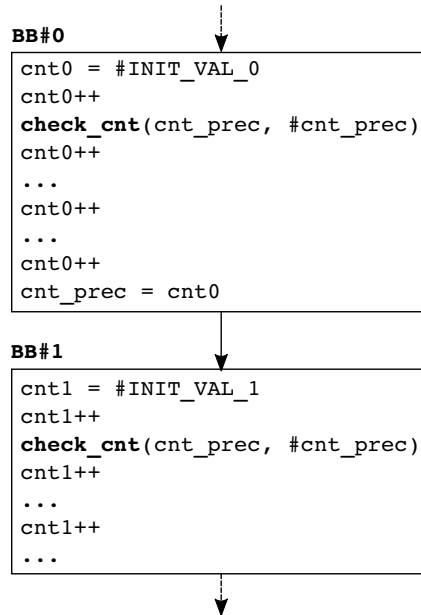 BB#0
cnt0 = #INIT_VAL_0
cnt0++
check_cnt(cnt_prec, #cnt_prec)
cnt0++
...
cnt0++
...
cnt0++
cnt_prec = cnt0
BB#1
cnt1 = #INIT_VAL_1
cnt1++
check_cnt(cnt_prec, #cnt_prec)
cnt1++
...
cnt1++
...